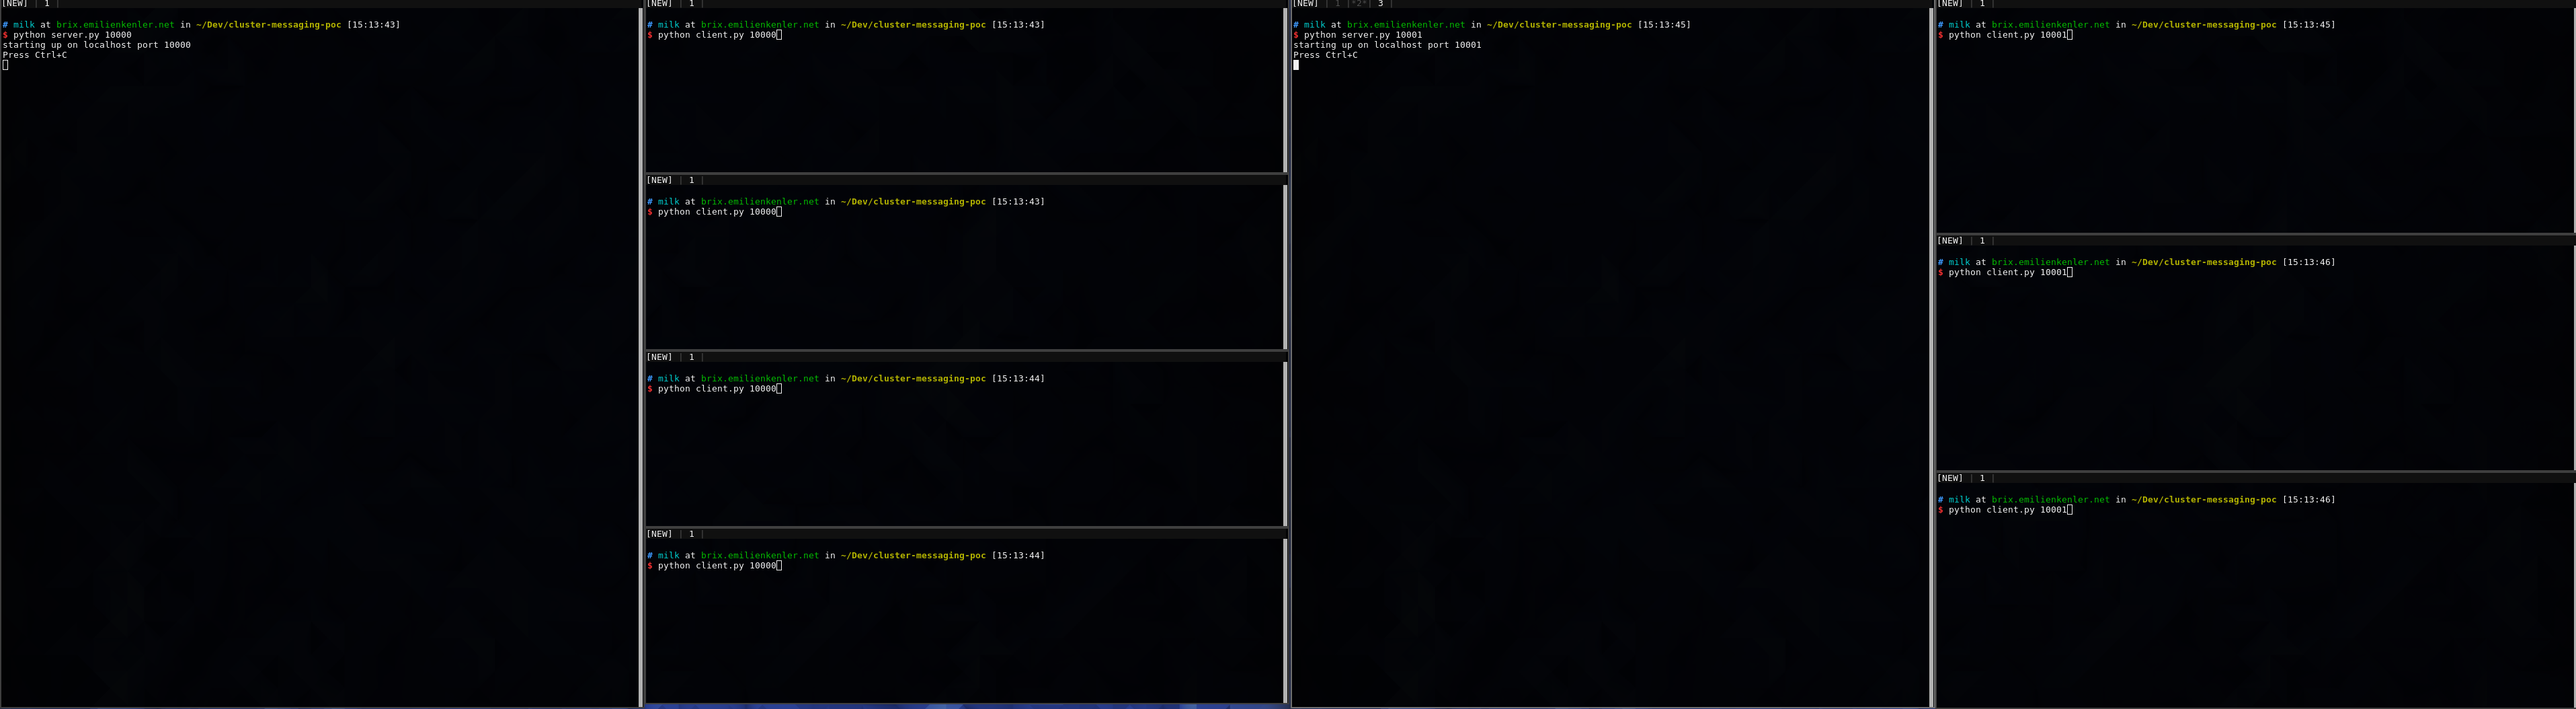 [NEW] | 1 |
# milk at brix.emilienkenler.net in ~/Dev/cluster-messaging-poc [15:13:43]
$ python server.py 10000
starting up on localhost port 10000
Press Ctrl+C
[NEW] | 1 |
# milk at brix.emilienkenler.net in ~/Dev/cluster-messaging-poc [15:13:43]
$ python client.py 10000
[NEW] | 1 |
# milk at brix.emilienkenler.net in ~/Dev/cluster-messaging-poc [15:13:43]
$ python client.py 10000
[NEW] | 1 |
# milk at brix.emilienkenler.net in ~/Dev/cluster-messaging-poc [15:13:44]
$ python client.py 10000
[NEW] | 1 |
# milk at brix.emilienkenler.net in ~/Dev/cluster-messaging-poc [15:13:44]
$ python client.py 10000
[NEW] | 1 |*2*| 3 |
# milk at brix.emilienkenler.net in ~/Dev/cluster-messaging-poc [15:13:45]
$ python server.py 10001
starting up on localhost port 10001
Press Ctrl+C
[NEW] | 1 |
# milk at brix.emilienkenler.net in ~/Dev/cluster-messaging-poc [15:13:45]
$ python client.py 10001
[NEW] | 1 |
# milk at brix.emilienkenler.net in ~/Dev/cluster-messaging-poc [15:13:46]
$ python client.py 10001
[NEW] | 1 |
# milk at brix.emilienkenler.net in ~/Dev/cluster-messaging-poc [15:13:46]
$ python client.py 10001